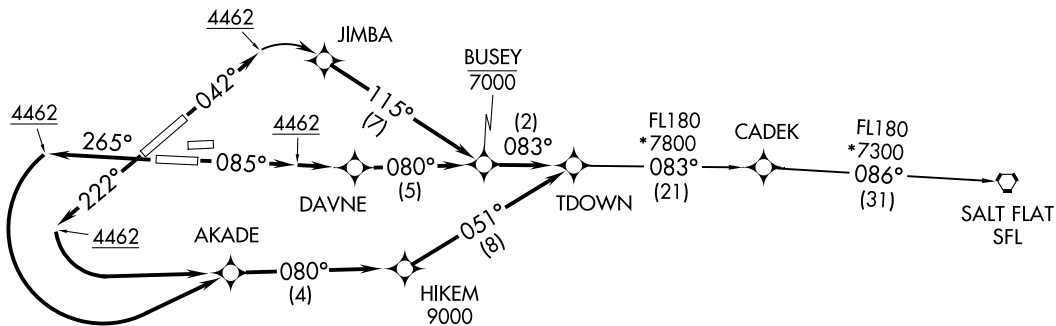 4462
JIMBA
042°
115°
(7)
BUSEY
7000
4462
265°
4462
(2)
083°
FL180
*7800
083°
(21)
CADEK
FL180
*7300
086°
(31)
085°
080°
(5)
DAVNE
TDOWN
SALT FLAT
SFL
222°
4462
AKADE
051°
(8)
080°
(4)
HIKEM
9000